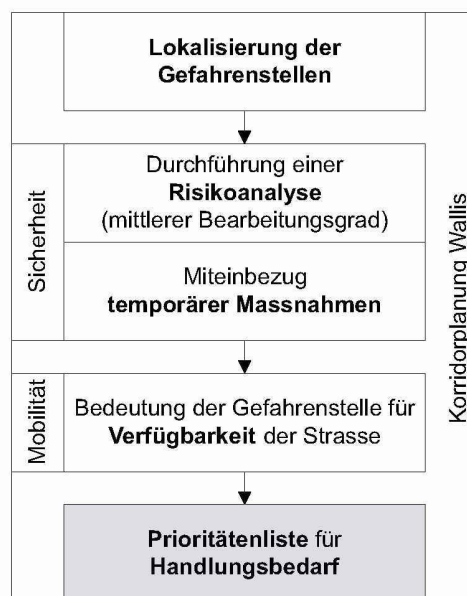 Lokalisierung der
Gefahrenstellen
Sicherheit
Durchführung einer
Risikoanalyse
(mittlerer Bearbeitungsgrad)
Miteinbezug
temporärer Massnahmen
Mobilität
Bedeutung der Gefahrenstelle für
Verfügbarkeit der Strasse
Prioritätenliste für
Handlungsbedarf
Korridorplanung Wallis